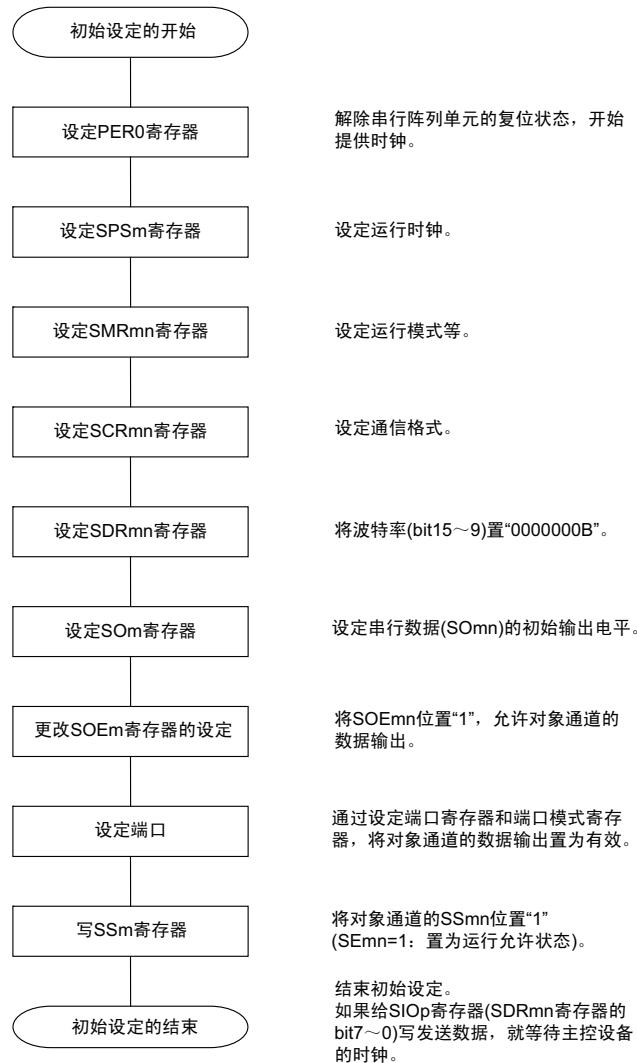 初始设定的开始
设定PER0寄存器
解除串行阵列单元的复位状态，开始
提供时钟。
设定SPSm寄存器
设定运行时钟。
设定SMRmn寄存器
设定运行模式等。
设定SCRmn寄存器
设定通信格式。
设定SDRmn寄存器
将波特率(bit15～9)置“0000000B”。
设定SOm寄存器
设定串行数据(SOmn)的初始输出电平。
更改SOEm寄存器的设定
将SOEmn位置“1”，允许对象通道的
数据输出。
设定端口
通过设定端口寄存器和端口模式寄存
器，将对象通道的数据输出置为有效。
写SSm寄存器
将对象通道的SSmn位置“1”
(SEmn=1：置为运行允许状态)。
初始设定的结束
结束初始设定。
如果给SIOp寄存器(SDRmn寄存器的
bit7～0)写发送数据，就等待主控设备
的时钟。